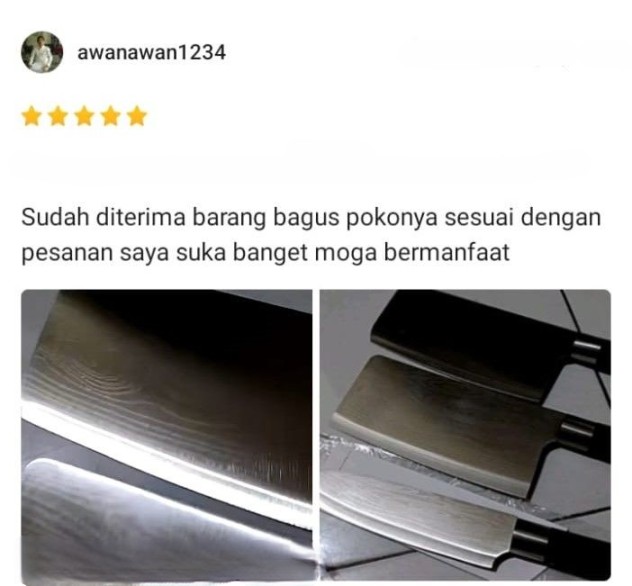 awanawan1234
Sudah diterima barang bagus pokonya sesuai dengan
pesanan saya suka banget moga bermanfaat